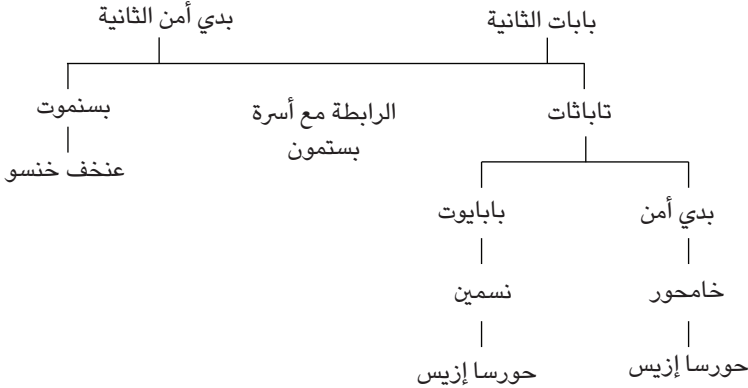 بابات الثانية
بدي أمن الثانية
تاباثات
الرابطة مع أسرة
بستمون
بسنموت
عنخف خنسو
بدي أمن
بابايوت
خامحور
نسمين
حورسا إزيس
حورسا إزيس